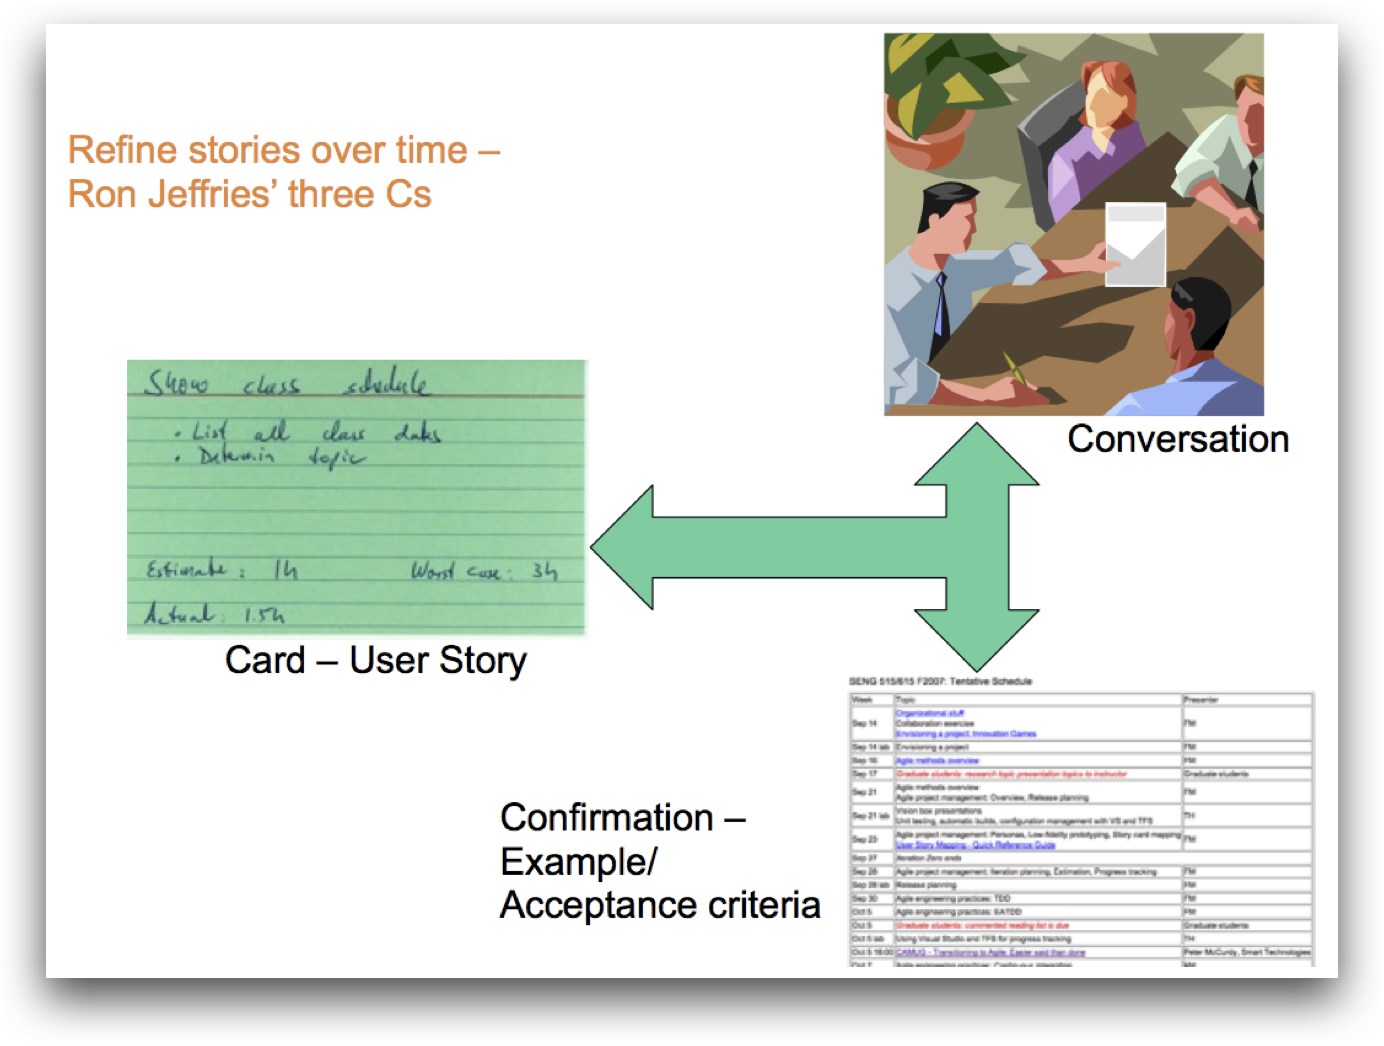 Refine stories over time –
Ron Jeffries’ three Cs
Show class schedule
• List all class dates
• Determin topic
Estimate : 1h Worst case : 3h
Actual : 1.5h
Card – User Story
Conversation
Confirmation –
Example/
Acceptance criteria
SENG 515/615 F2007: Tentative Schedule
Week Topic Presenter
Organizational stuff
Sep 14 Collaboration exercise FM
Envisioning a project: Innovation Games
Sep 14 lab Envisioning a project FM
Sep 16 Agile methods overview FM
Sep 17 Graduate students: research topic presentation topics to instructor Graduate students
Agile methods overview
Sep 21 FM
Agile project management: Overview, Release planning
Vision box presentations
Sep 21 lab TH
Unit testing, automatic builds, configuration management with VS and TFS
Agile project management: Personas, Low-fidelity prototyping, Story card mapping
Sep 23 FM
User Story Mapping - Quick Reference Guide
Sep 27 Iteration Zero ends
Sep 28 Agile project management: Iteration planning, Estimation, Progress tracking FM
Sep 28 lab Release planning FM
Sep 30 Agile engineering practices: TDD FM
Oct 5 Agile engineering practices: EATDD FM
Oct 5 Graduate students: commented reading list is due Graduate students
Oct 5 lab Using Visual Studio and TFS for progress tracking TH
Oct 5 18:00 CAMUG - Transitioning to Agile: Easier said than done Peter McCurdy, Smart Technologies
Oct 7 Agile engineering practices: Continuous Integration